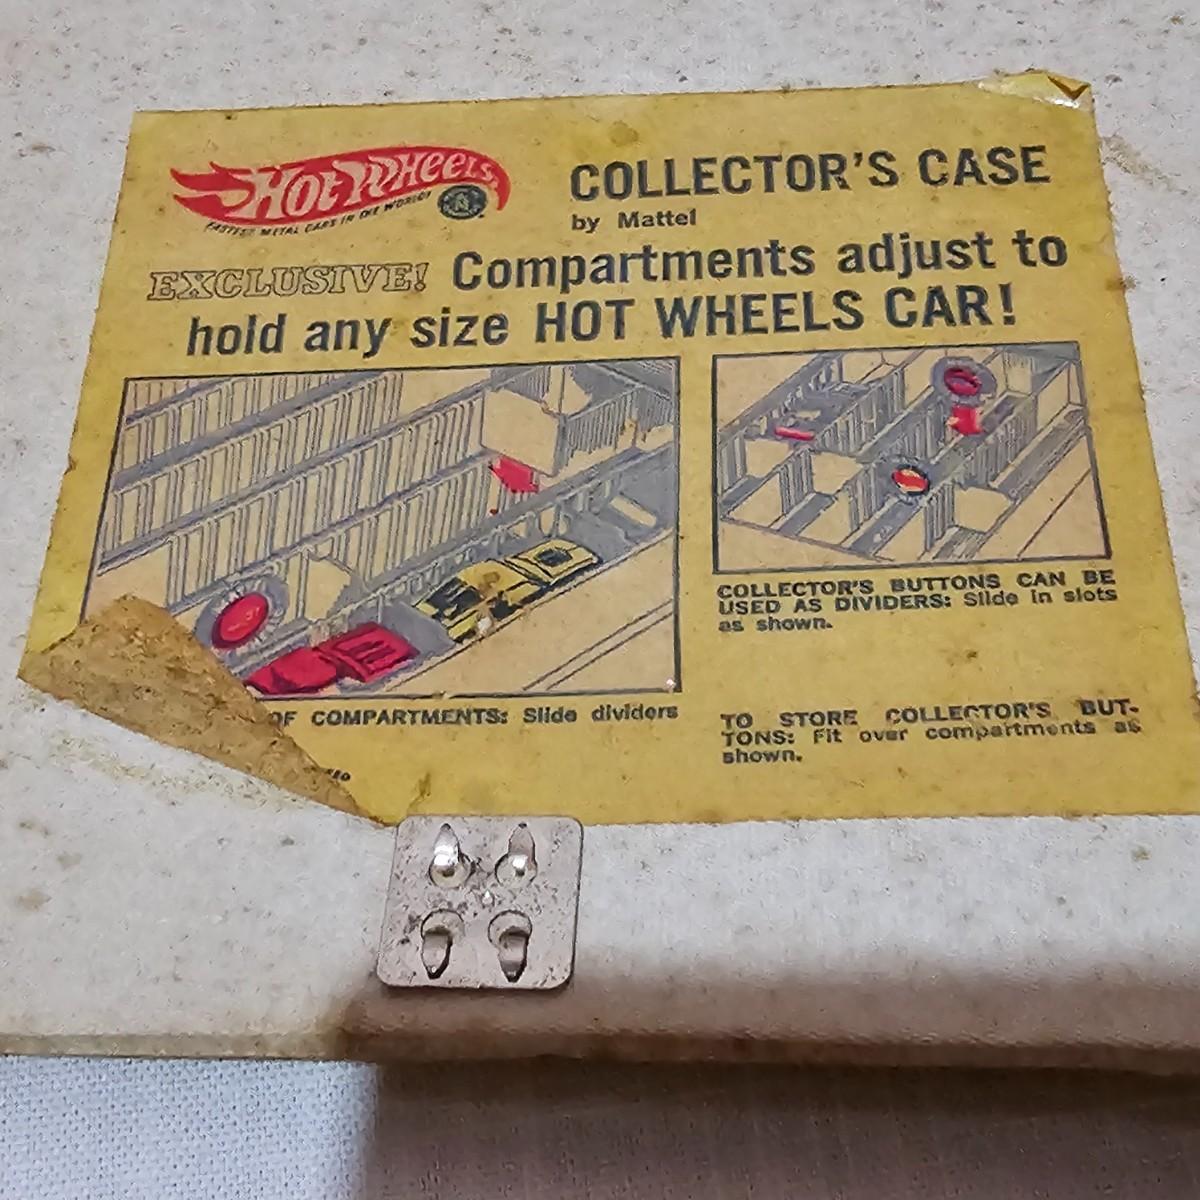 HOT WHEELS
FASTEST METAL CARS IN THE WORLD!
COLLECTOR'S CASE
by Mattel
EXCLUSIVE! Compartments adjust to
hold any size HOT WHEELS CAR!
OF COMPARTMENTS: Slide dividers
COLLECTOR'S BUTTONS CAN BE
USED AS DIVIDERS: Slide in slots
as shown.
TO STORE COLLECTOR'S BUT-
TONS: Fit over compartments as
shown.